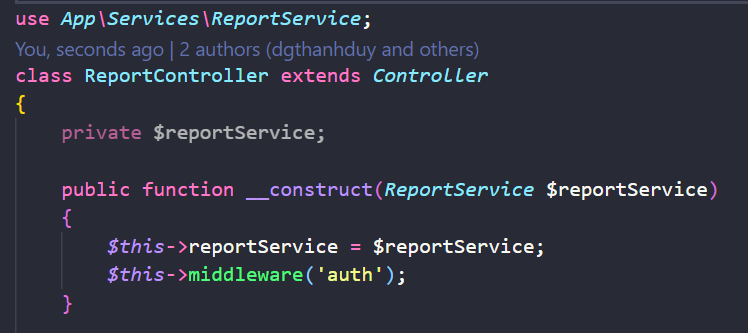 use App\Services\ReportService;
You, seconds ago | 2 authors (dgthanhduy and others)
class ReportController extends Controller
{
private $reportService;
public function __construct(ReportService $reportService)
{
$this->reportService = $reportService;
$this->middleware('auth');
}